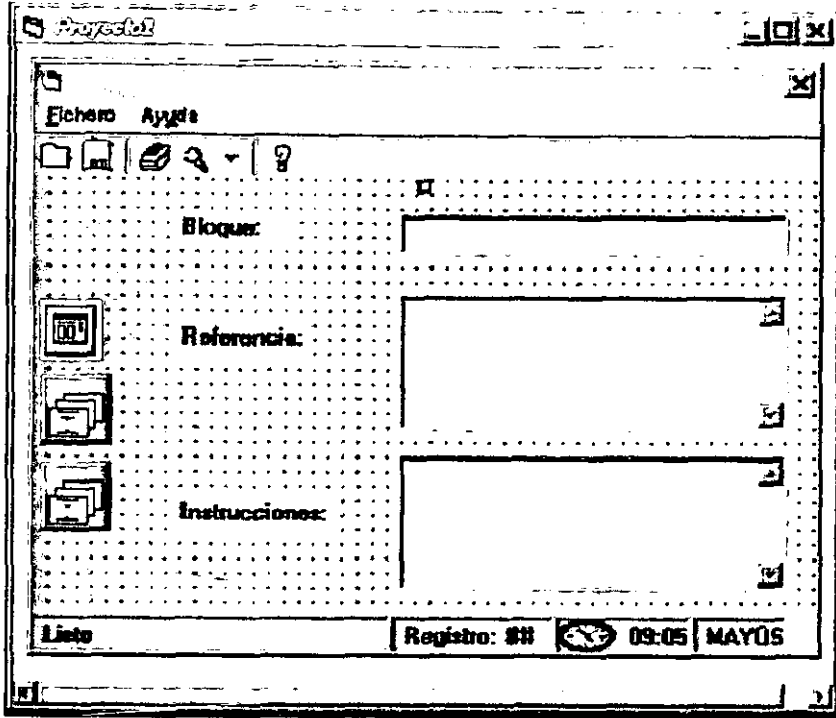 Proyecto1
Fichero Ayuda
Bloque:
Referencia:
Instrucciones:
Listo Registro: ## 09:05 MAYÚS